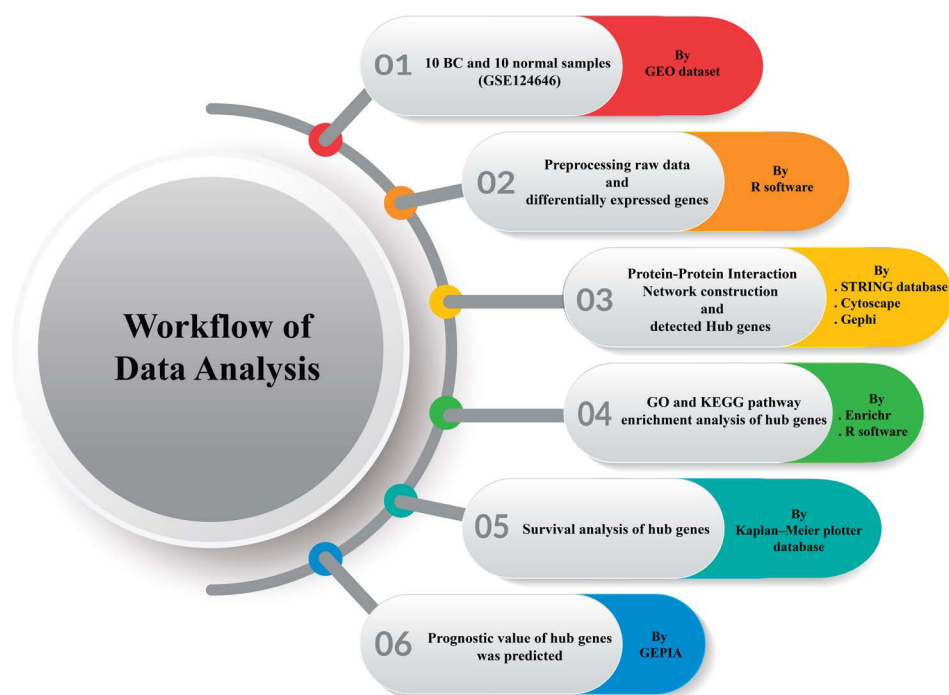 Workflow of
Data Analysis
01
10 BC and 10 normal samples
(GSE124646)
By
GEO dataset
02
Preprocessing raw data
and
differentially expressed genes
By
R software
03
Protein-Protein Interaction
Network construction
and
detected Hub genes
By
. STRING database
. Cytoscape
. Gephi
04
GO and KEGG pathway
enrichment analysis of hub genes
By
. Enrichr
. R software
05
Survival analysis of hub genes
By
Kaplan–Meier plotter
database
06
Prognostic value of hub genes
was predicted
By
GEPIA